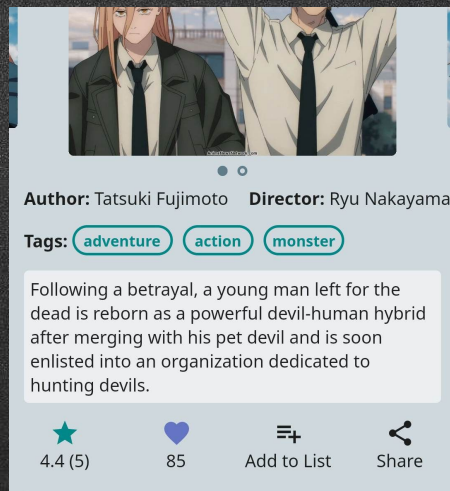 Author: Tatsuki Fujimoto Director: Ryu Nakayama
Tags: adventure action monster
Following a betrayal, a young man left for the
dead is reborn as a powerful devil-human hybrid
after merging with his pet devil and is soon
enlisted into an organization dedicated to
hunting devils.
4.4 (5) 85 Add to List Share